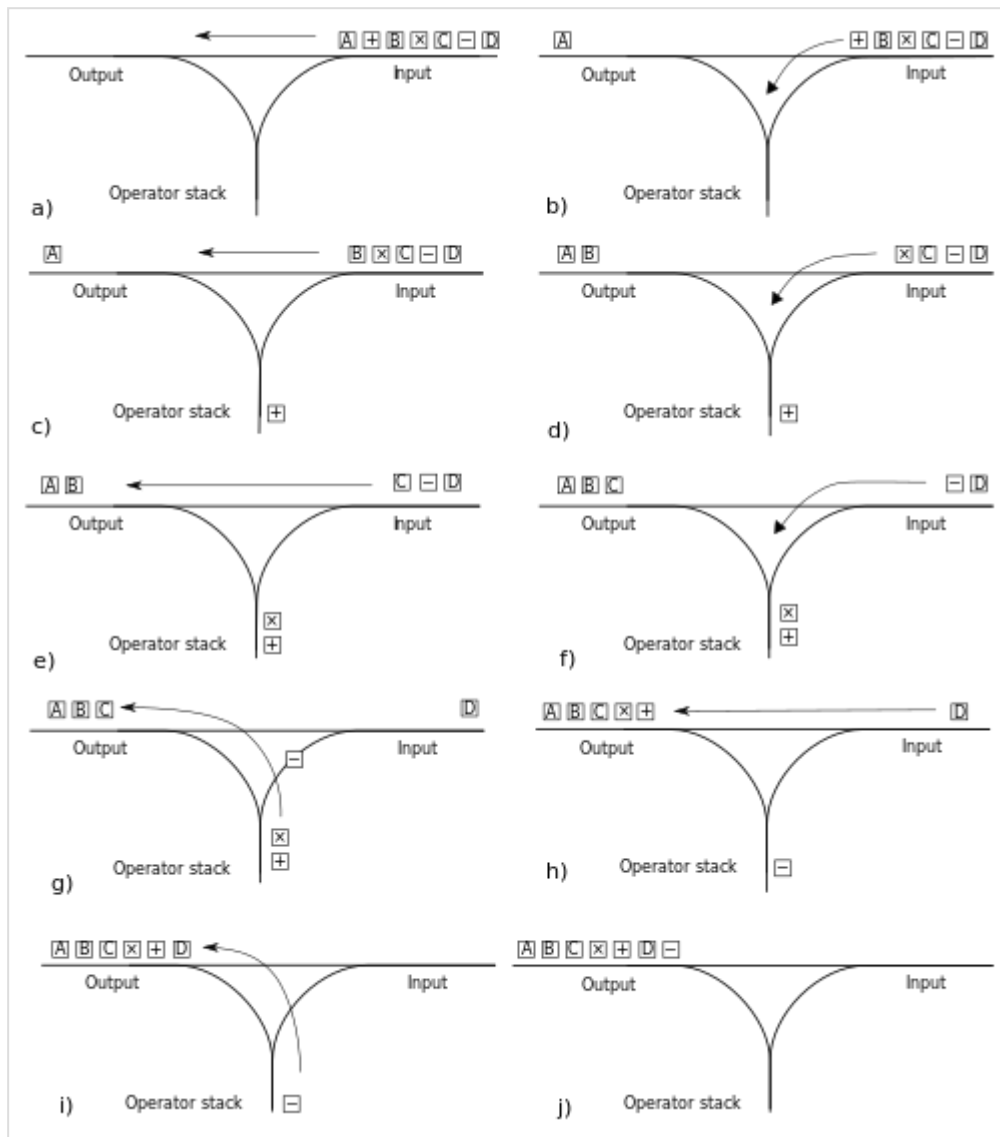 A + B × C − D
Output Input
Operator stack
a)
A + B × C − D
Output Input
Operator stack
b)
A B × C − D
Output Input
Operator stack +
c)
A B × C − D
Output Input
Operator stack +
d)
A B C − D
Output Input
×
Operator stack +
e)
A B C − D
Output Input
×
Operator stack +
f)
A B C D
Output Input
−
×
Operator stack +
g)
A B C × + D
Output Input
Operator stack −
h)
A B C × + D
Output Input
Operator stack −
i)
A B C × + D −
Output Input
Operator stack
j)